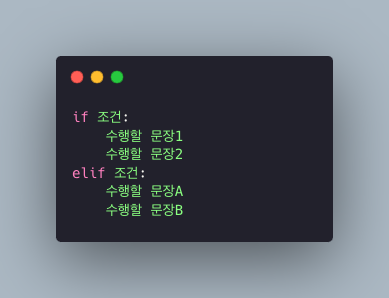 if 조건:
    수행할 문장1
    수행할 문장2
elif 조건:
    수행할 문장A
    수행할 문장B